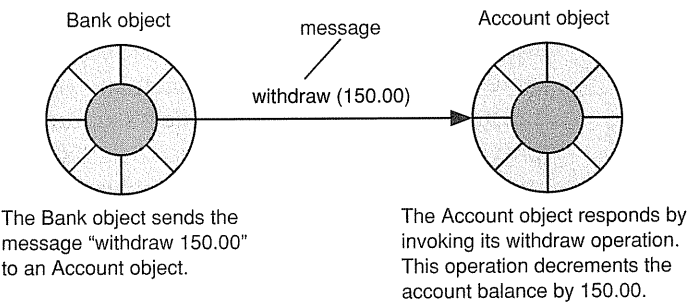 Bank object
message
Account object
withdraw (150.00)
The Bank object sends the
message “withdraw 150.00”
to an Account object.
The Account object responds by
invoking its withdraw operation.
This operation decrements the
account balance by 150.00.